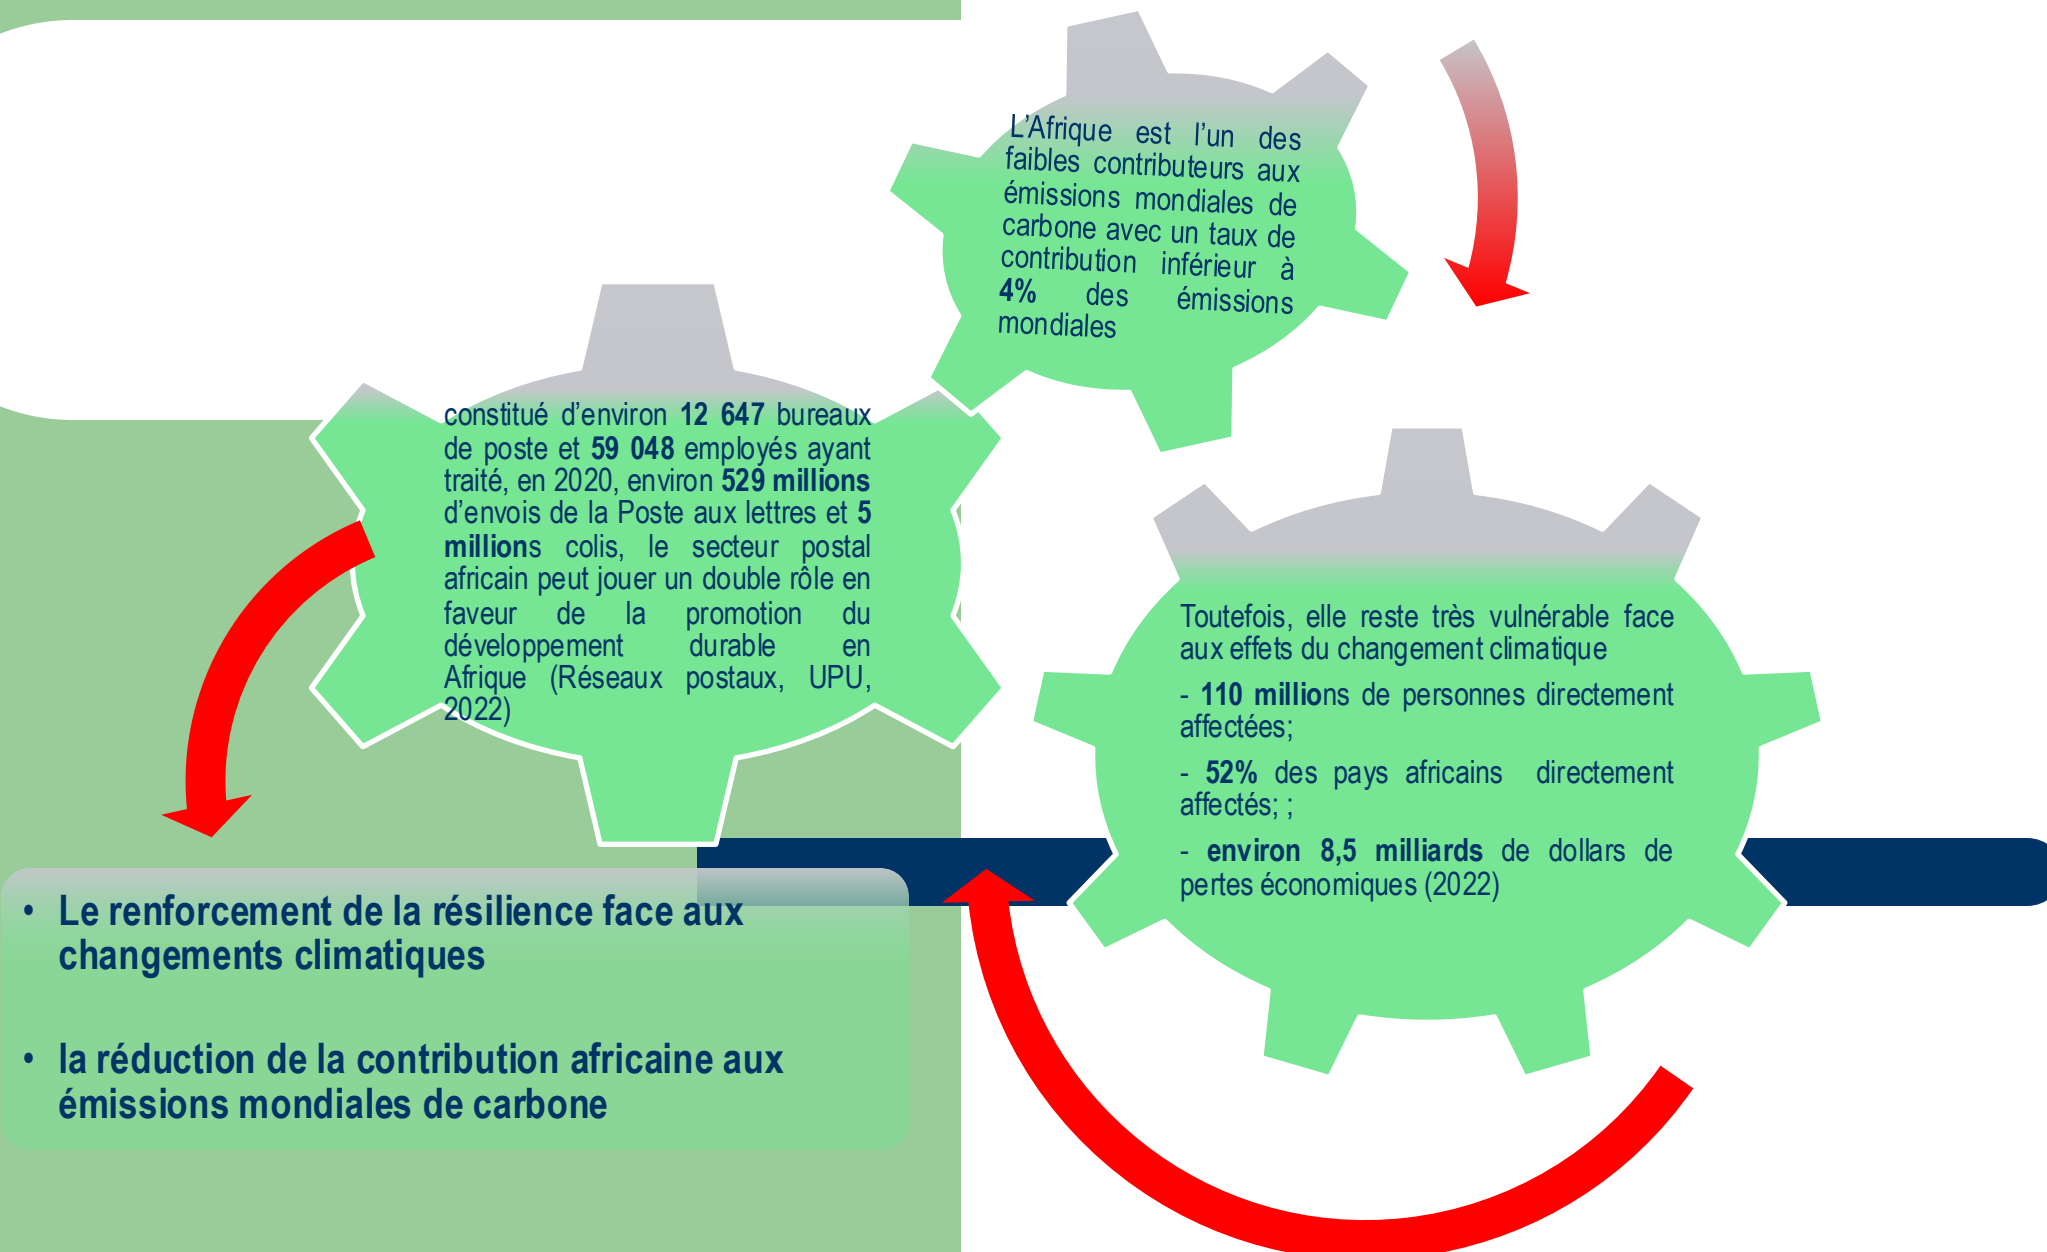 L’Afrique est l’un des
faibles contributeurs aux
émissions mondiales de
carbone avec un taux de
contribution inférieur à
4% des émissions
mondiales
Toutefois, elle reste très vulnérable face
aux effets du changement climatique
- 110 millions de personnes directement
affectées;
- 52% des pays africains directement
affectés; ;
- environ 8,5 milliards de dollars de
pertes économiques (2022)
constitué d’environ 12 647 bureaux
de poste et 59 048 employés ayant
traité, en 2020, environ 529 millions
d’envois de la Poste aux lettres et 5
millions colis, le secteur postal
africain peut jouer un double rôle en
faveur de la promotion du
développement durable en
Afrique (Réseaux postaux, UPU,
2022)
• Le renforcement de la résilience face aux
changements climatiques
• la réduction de la contribution africaine aux
émissions mondiales de carbone